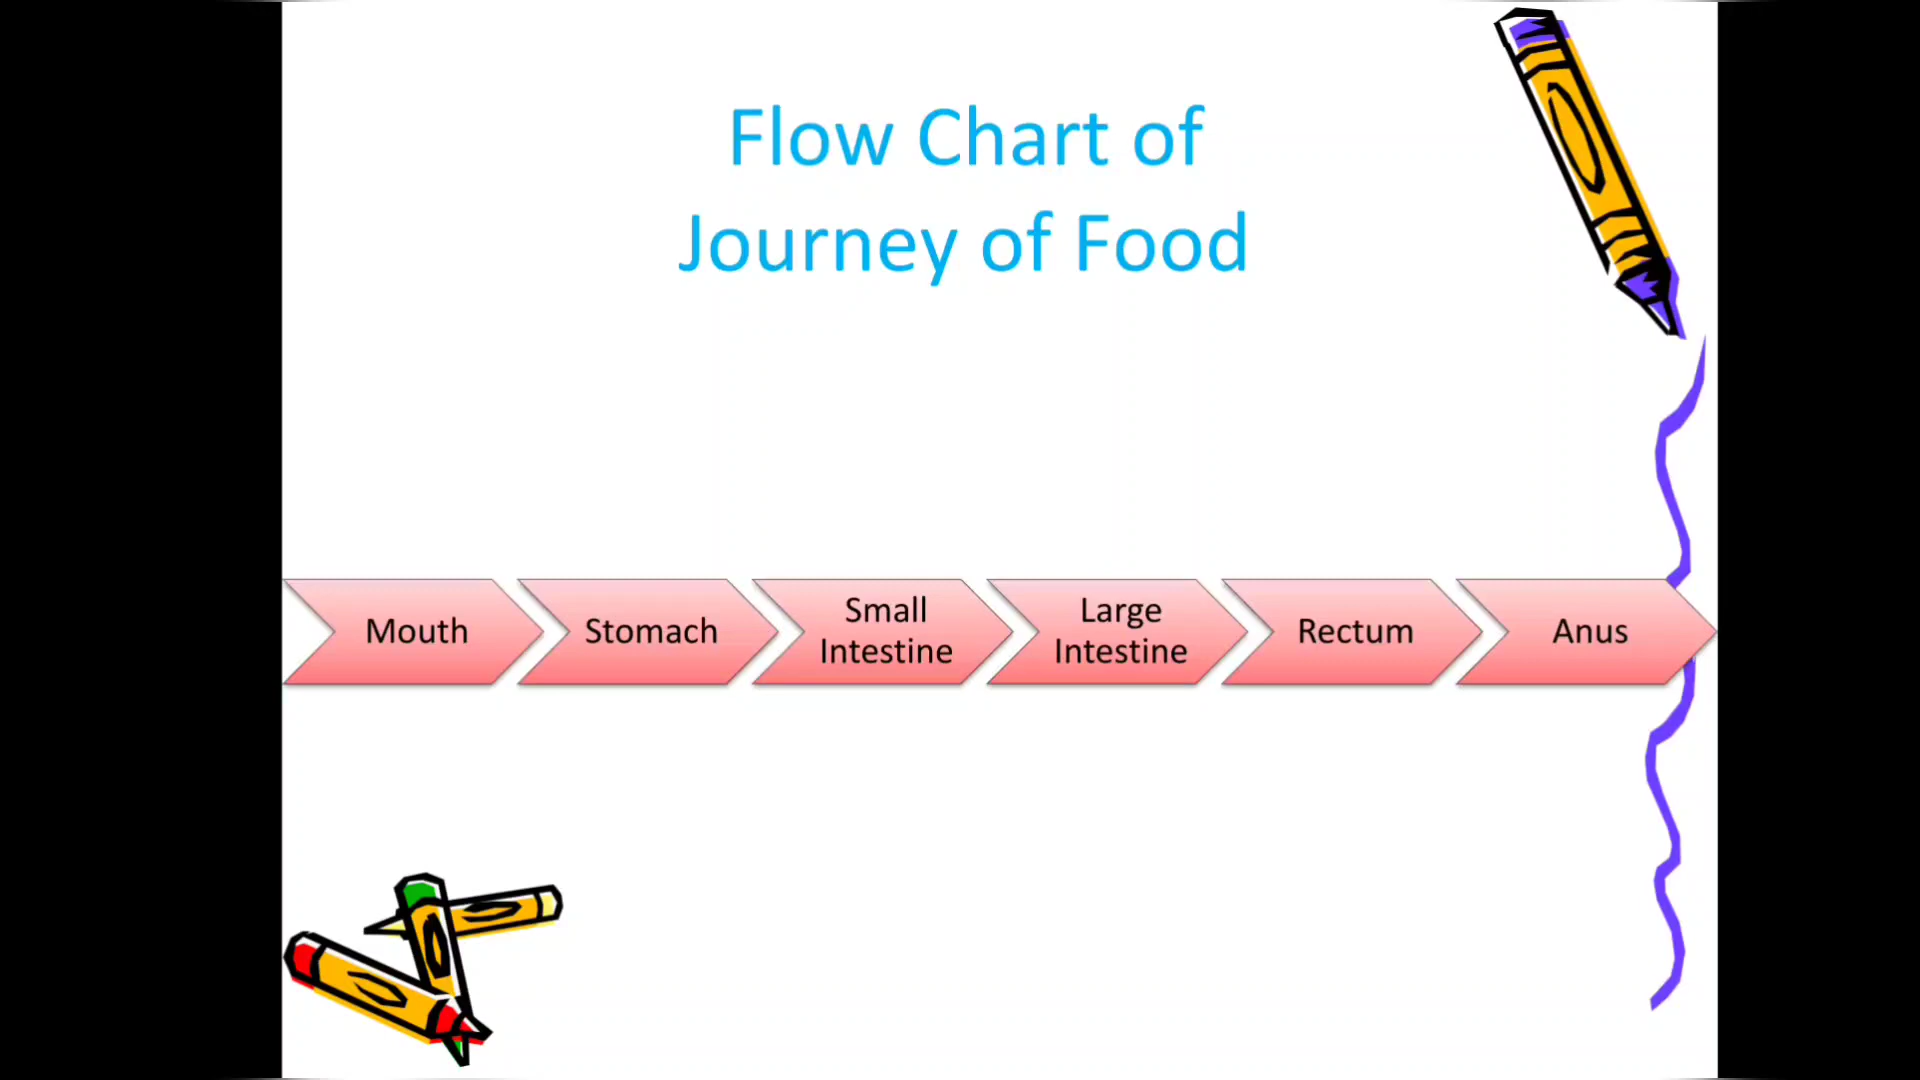 Flow Chart of
Journey of Food
Mouth
Stomach
Small
Intestine
Large
Intestine
Rectum
Anus